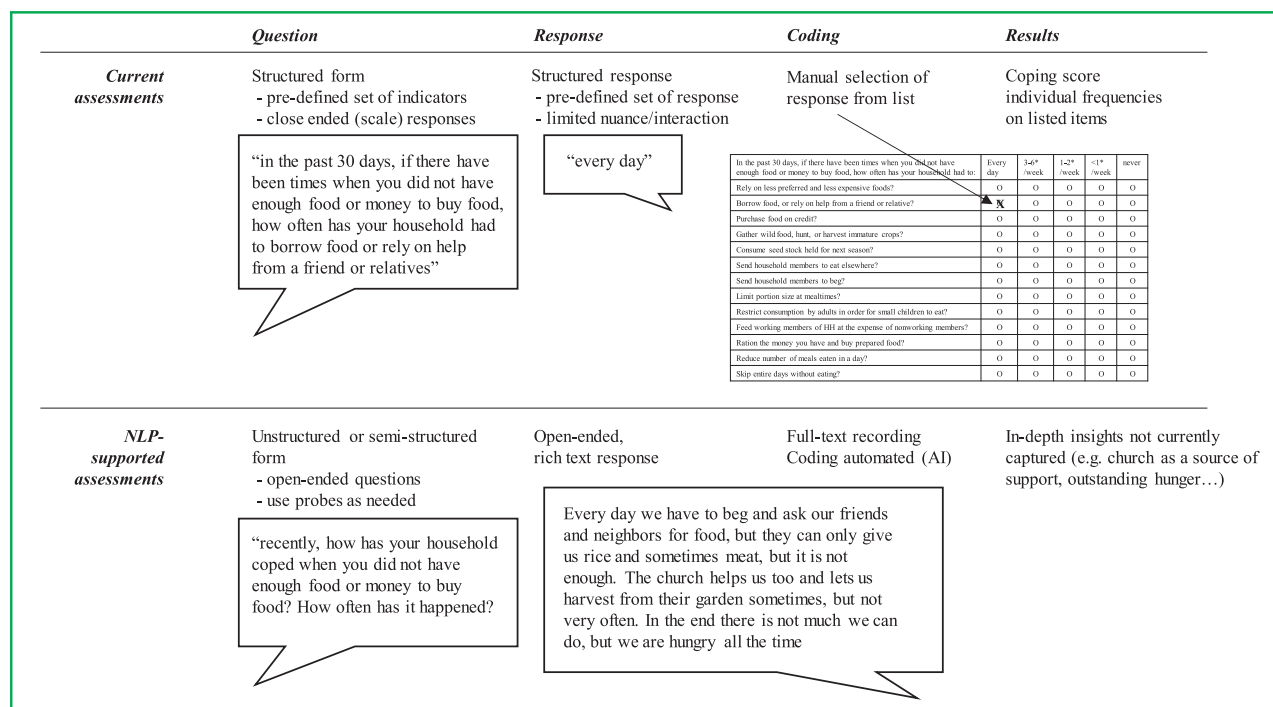 Question Response Coding Results
Current
assessments
Structured form
- pre-defined set of indicators
- close ended (scale) responses
“in the past 30 days, if there have
been times when you did not have
enough food or money to buy food,
how often has your household had
to borrow food or rely on help
from a friend or relatives”
Structured response
- pre-defined set of response
- limited nuance/interaction
“every day”
Manual selection of
response from list
Coping score
individual frequencies
on listed items
In the past 30 days, if there have been times when you did not have
enough food or money to buy food, how often has your household had to:
Every
day
3-6*
/week
1-2*
/week
<1*
/week
never
Rely on less preferred and less expensive foods? O O O O O
Borrow food, or rely on help from a friend or relative? X O O O O
Purchase food on credit? O O O O O
Gather wild food, hunt, or harvest immature crops? O O O O O
Consume seed stock held for next season? O O O O O
Send household members to eat elsewhere? O O O O O
Send household members to beg? O O O O O
Limit portion size at mealtimes? O O O O O
Restrict consumption by adults in order for small children to eat? O O O O O
Feed working members of HH at the expense of nonworking members? O O O O O
Ration the money you have and buy prepared food? O O O O O
Reduce number of meals eaten in a day? O O O O O
Skip entire days without eating? O O O O O
NLP-
supported
assessments
Unstructured or semi-structured
form
- open-ended questions
- use probes as needed
“recently, how has your household
coped when you did not have
enough food or money to buy
food? How often has it happened?
Open-ended,
rich text response
Every day we have to beg and ask our friends
and neighbors for food, but they can only give
us rice and sometimes meat, but it is not
enough. The church helps us too and lets us
harvest from their garden sometimes, but not
very often. In the end there is not much we can
do, but we are hungry all the time
Full-text recording
Coding automated (AI)
In-depth insights not currently
captured (e.g. church as a source of
support, outstanding hunger…)